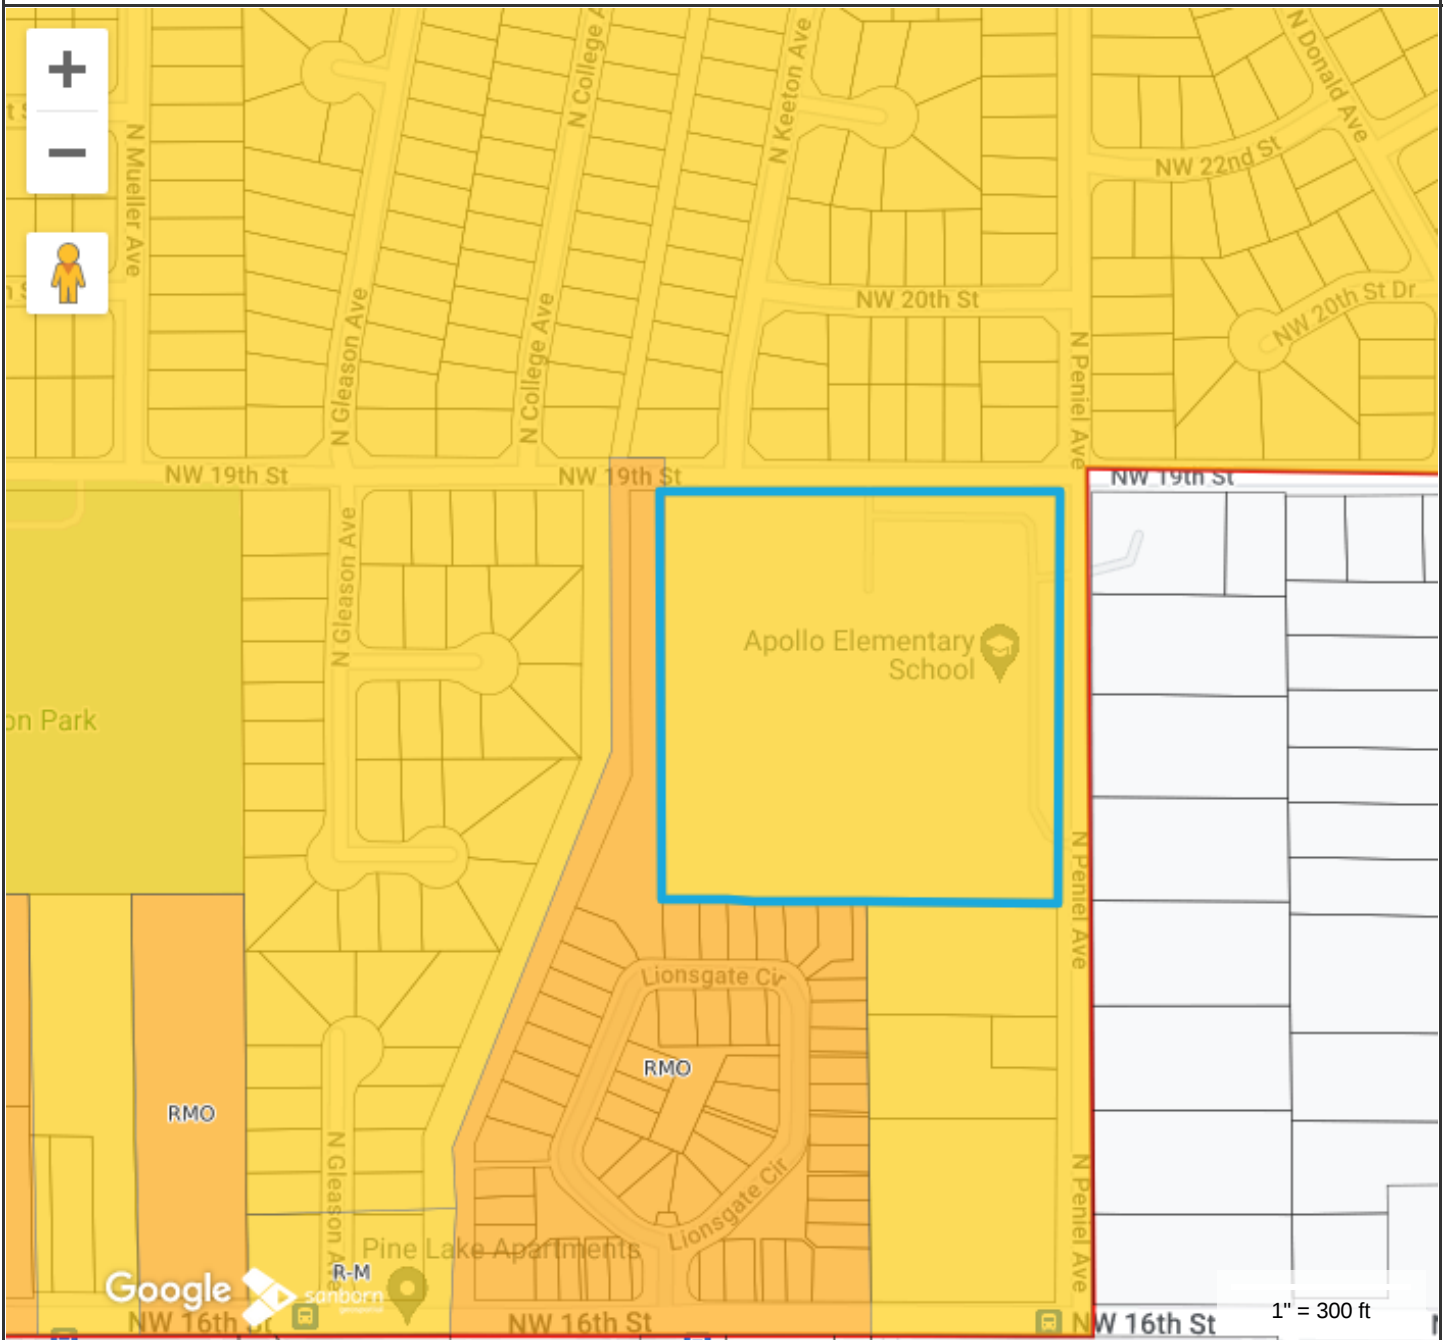 N College A
N Donald Ave
N Keeton Ave
t S
N Mueller Ave
NW 22nd St
n S
NW 20th St
NW 20th St Dr
N Gleason Ave
N College Ave
N Peniel Ave
NW 19th St
NW 19th St
NW 19th St
N Gleason Ave
Apollo Elementary
School
on Park
N Peniel Ave
Lionsgate Cir
RMO
RMO
N Gleason Ave
Lionsgate Cir
N Peniel Ave
Pine Lake Apartments
R-M
Google
sanborn
1" = 300 ft
NW 16th St
NW 16th St
NW 16th St